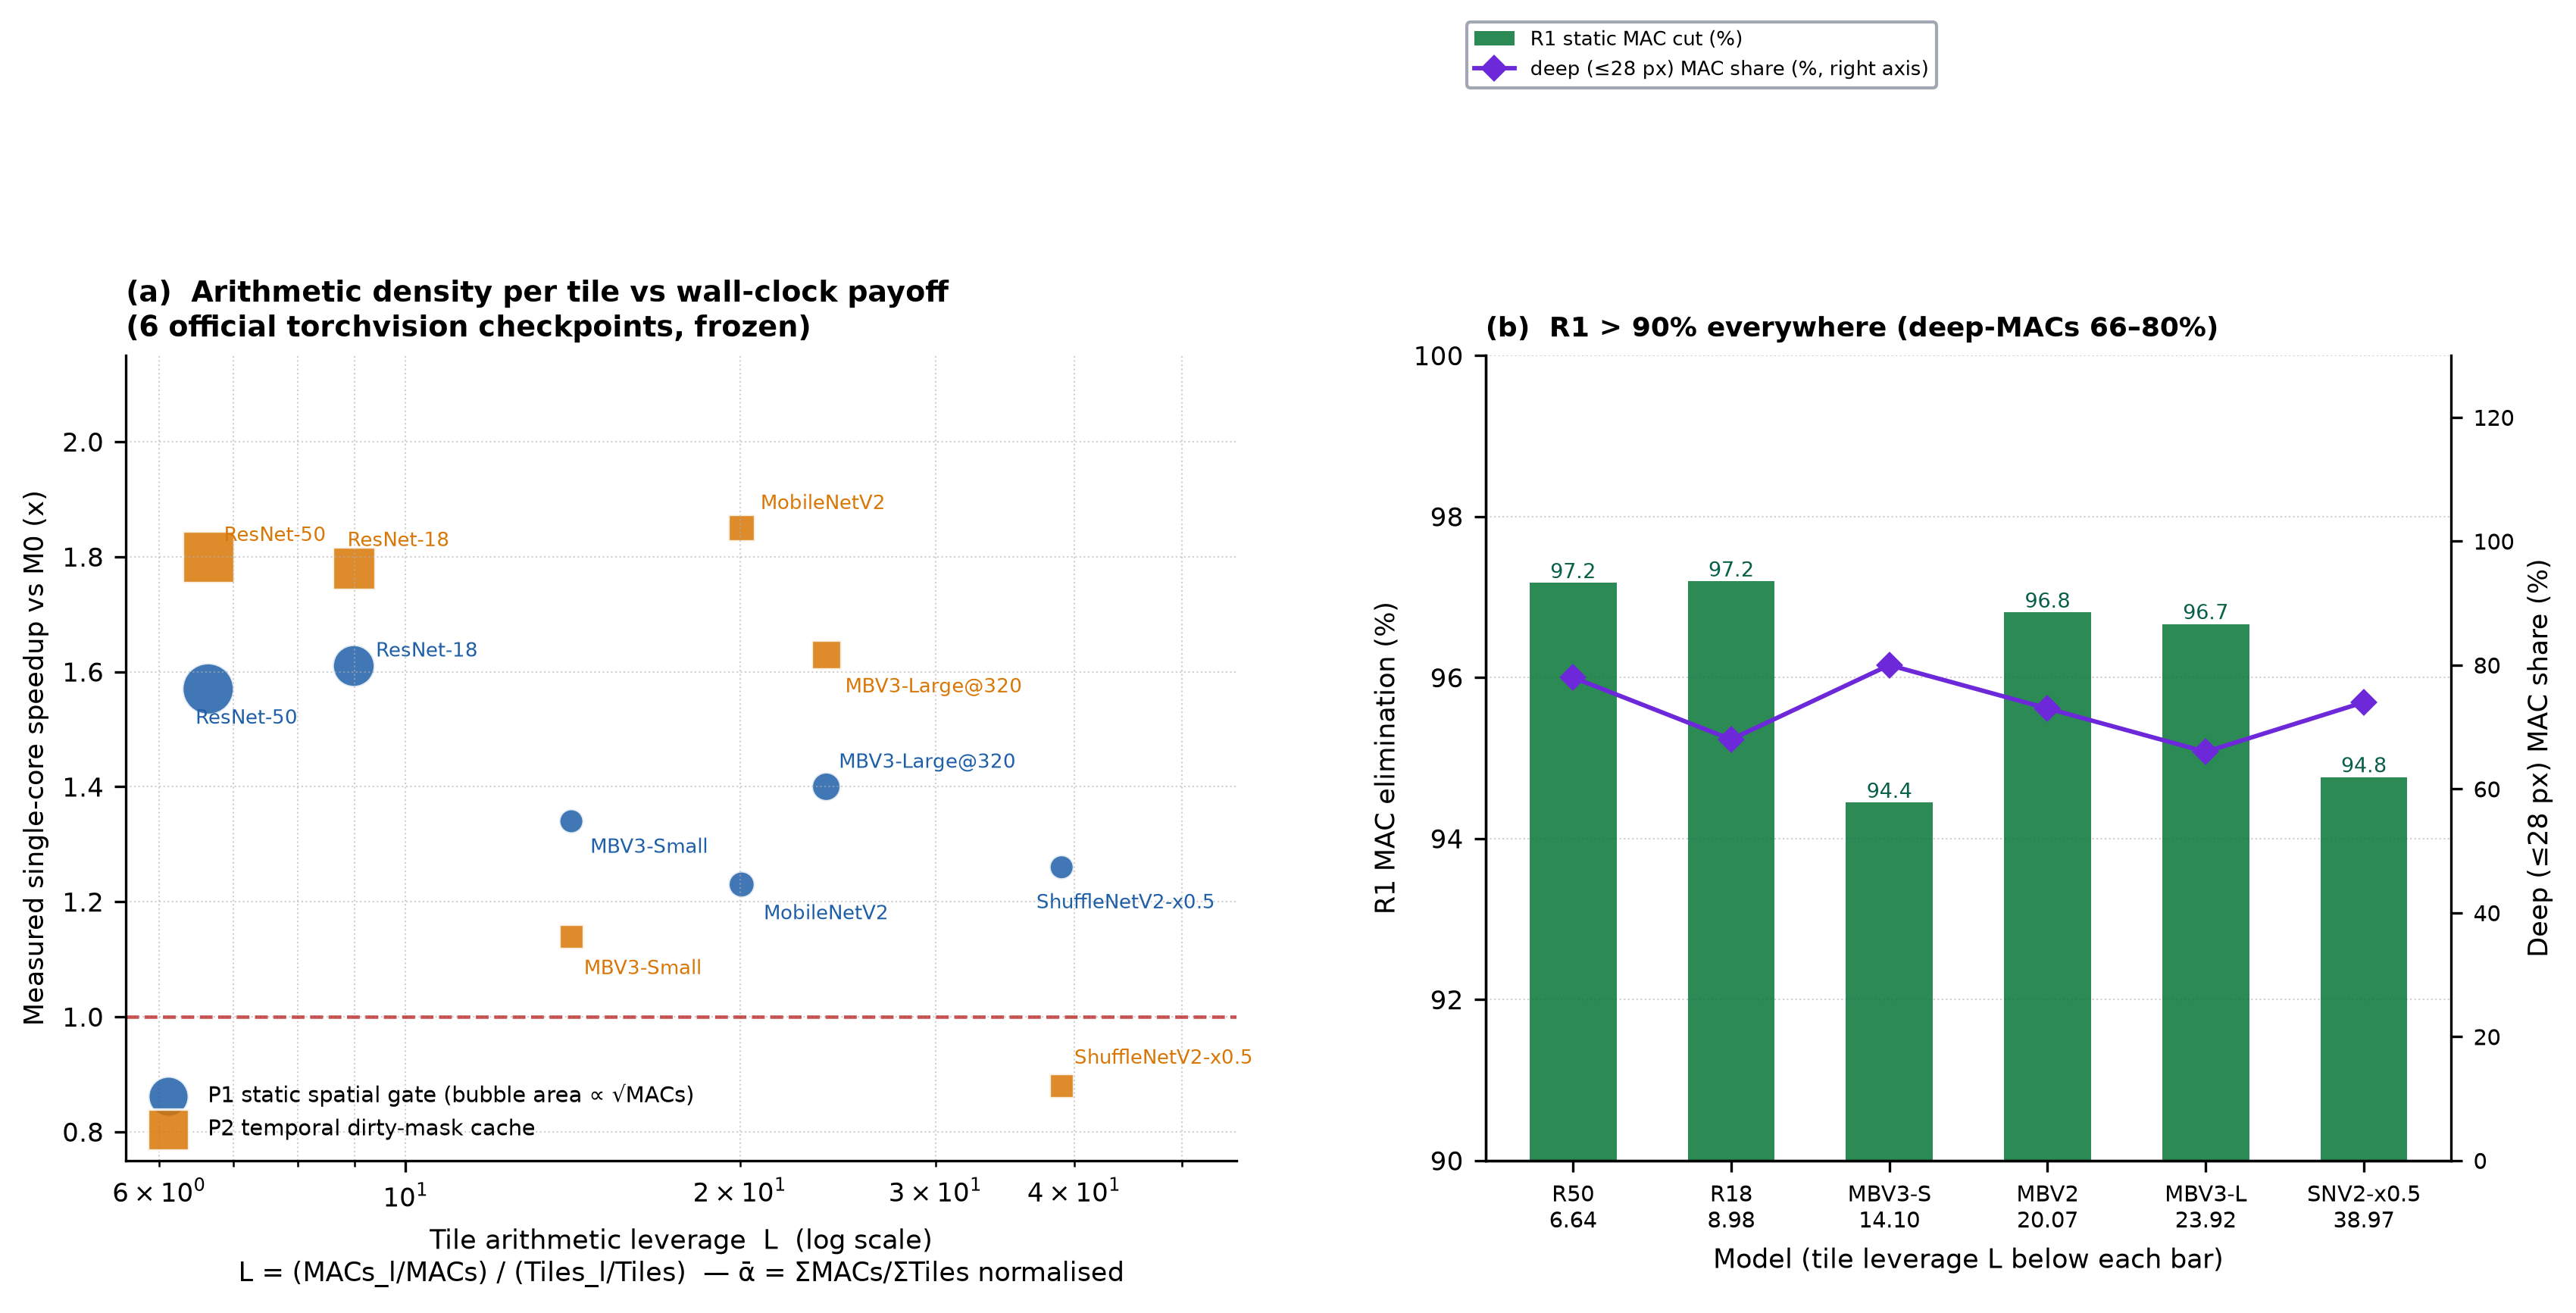 R1 static MAC cut (%)
deep (≤28 px) MAC share (%, right axis)
(a)  Arithmetic density per tile vs wall-clock payoff
(6 official torchvision checkpoints, frozen)
Measured single-core speedup vs M0 (x)
2.0
1.8
1.6
1.4
1.2
1.0
0.8
MobileNetV2
ResNet-50
ResNet-18
ResNet-18
MBV3-Large@320
ResNet-50
MBV3-Large@320
MBV3-Small
ShuffleNetV2-x0.5
MobileNetV2
MBV3-Small
ShuffleNetV2-x0.5
P1 static spatial gate (bubble area ∝ √MACs)
P2 temporal dirty-mask cache
6 × 10⁰
10¹
2 × 10¹
3 × 10¹
4 × 10¹
Tile arithmetic leverage  L  (log scale)
L = (MACs_l/MACs) / (Tiles_l/Tiles)  — ᾱ = ΣMACs/ΣTiles normalised
(b)  R1 > 90% everywhere (deep-MACs 66–80%)
R1 MAC elimination (%)
100
98
96
94
92
90
97.2
97.2
94.4
96.8
96.7
94.8
120
100
80
60
40
20
0
Deep (≤28 px) MAC share (%)
R50 R18 MBV3-S MBV2 MBV3-L SNV2-x0.5
6.64 8.98 14.10 20.07 23.92 38.97
Model (tile leverage L below each bar)